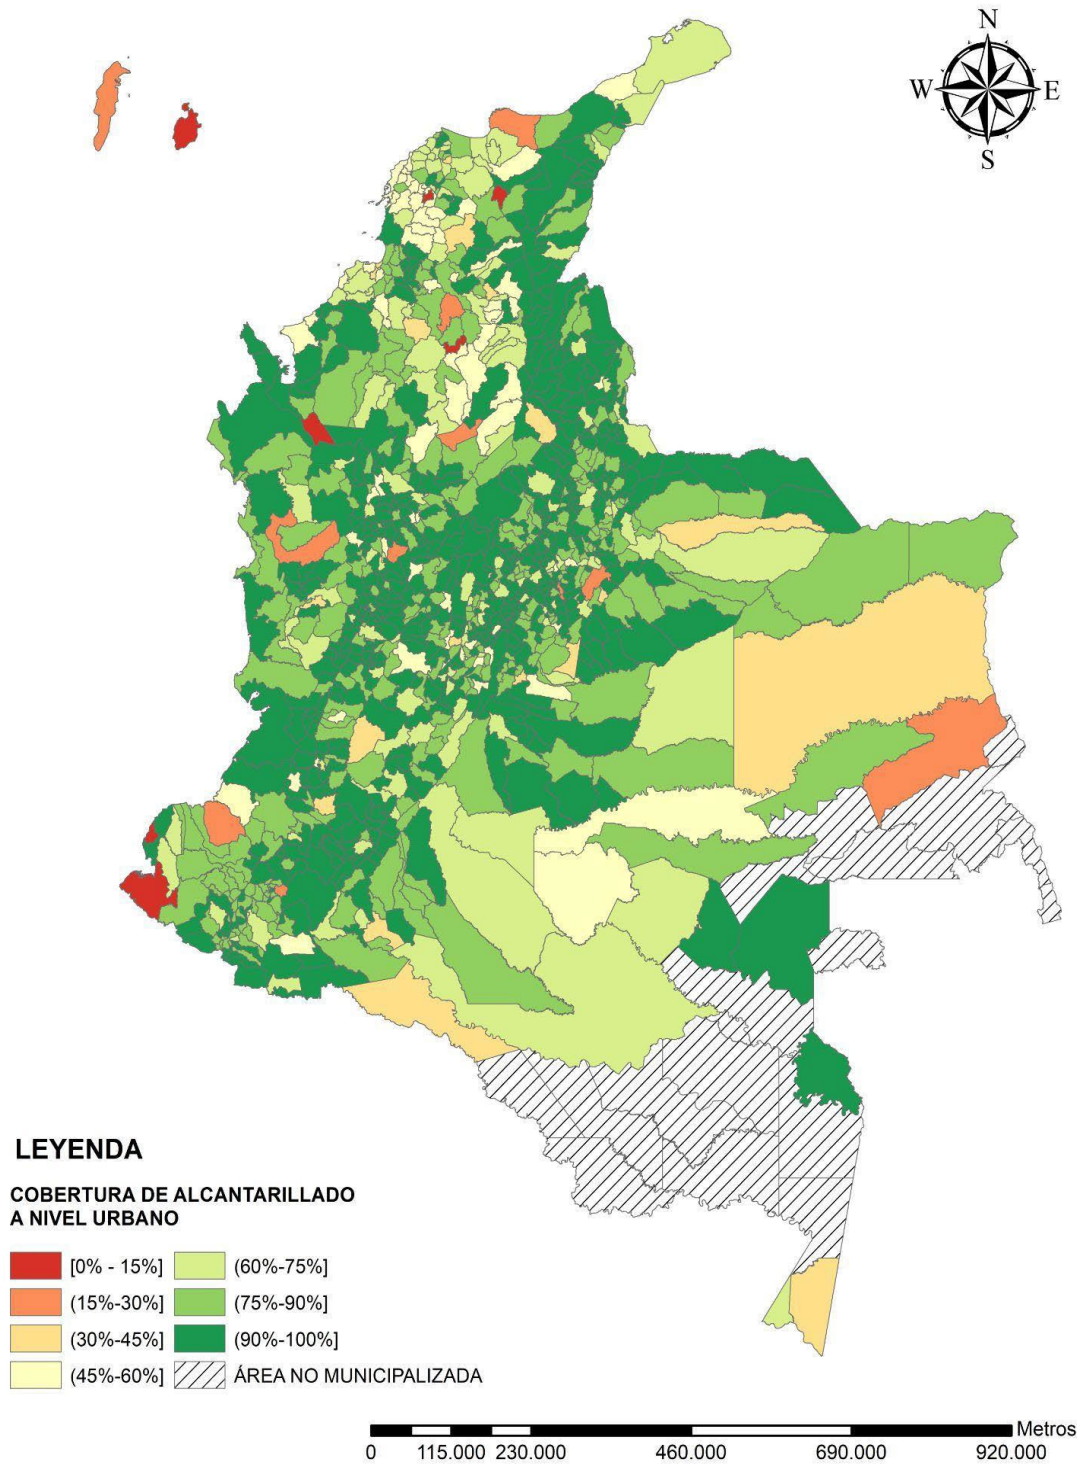 N
W E
S
LEYENDA
COBERTURA DE ALCANTARILLADO
A NIVEL URBANO
[0% - 15%] (60%-75%]
(15%-30%] (75%-90%]
(30%-45%] (90%-100%]
(45%-60%] ÁREA NO MUNICIPALIZADA
Metros
0 115.000 230.000 460.000 690.000 920.000